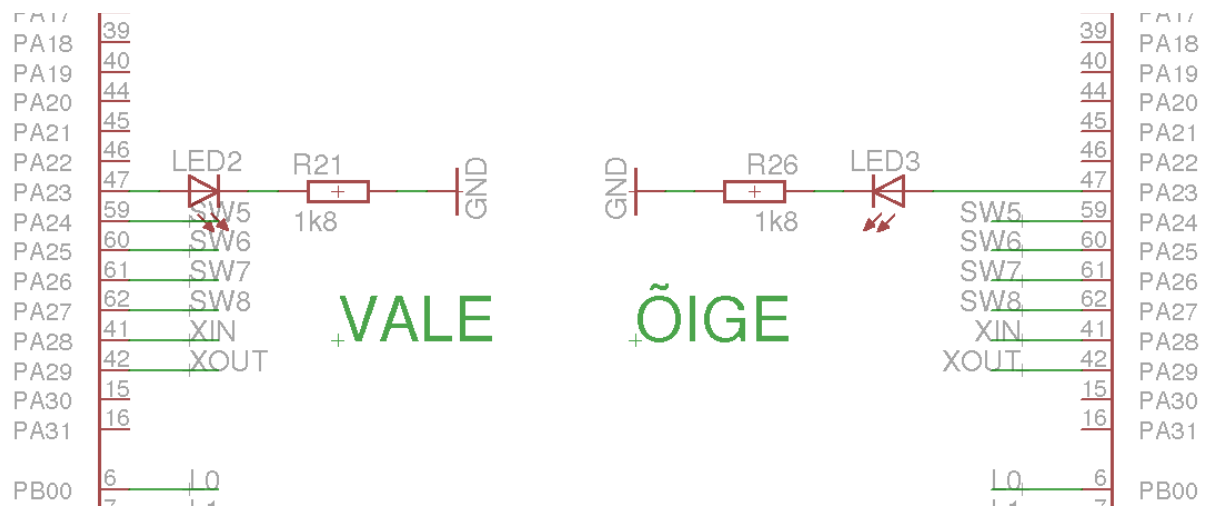 PA17 PA17
PA18 39 39 PA18
PA19 40 40 PA19
PA20 44 44 PA20
PA21 45 45 PA21
PA22 46 LED2 R21 R26 LED3 46 PA22
PA23 47 GND GND 47 PA23
1k8 1k8
PA24 59 SW5 SW5 59 PA24
PA25 60 SW6 SW6 60 PA25
PA26 61 SW7 SW7 61 PA26
PA27 62 SW8 SW8 62 PA27
VALE ÕIGE
PA28 41 XIN XIN 41 PA28
PA29 42 XOUT XOUT 42 PA29
PA30 15 15 PA30
PA31 16 16 PA31
PB00 6 L0 L0 6 PB00
7 L1 L1 7